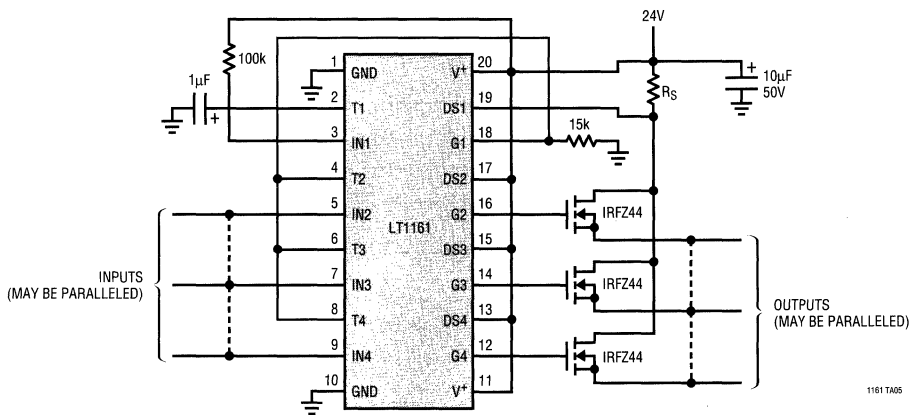 24V
100k
1μF
+
1
GND
2
T1
3
IN1
4
T2
5
IN2
6
T3
7
IN3
8
T4
9
IN4
10
GND
LT1161
20
V+
19
DS1
18
G1
17
DS2
16
G2
15
DS3
14
G3
13
DS4
12
G4
11
V+
RS
+
10μF
50V
15k
IRFZ44
IRFZ44
IRFZ44
INPUTS
(MAY BE PARALLELED)
OUTPUTS
(MAY BE PARALLELED)
1161 TA05